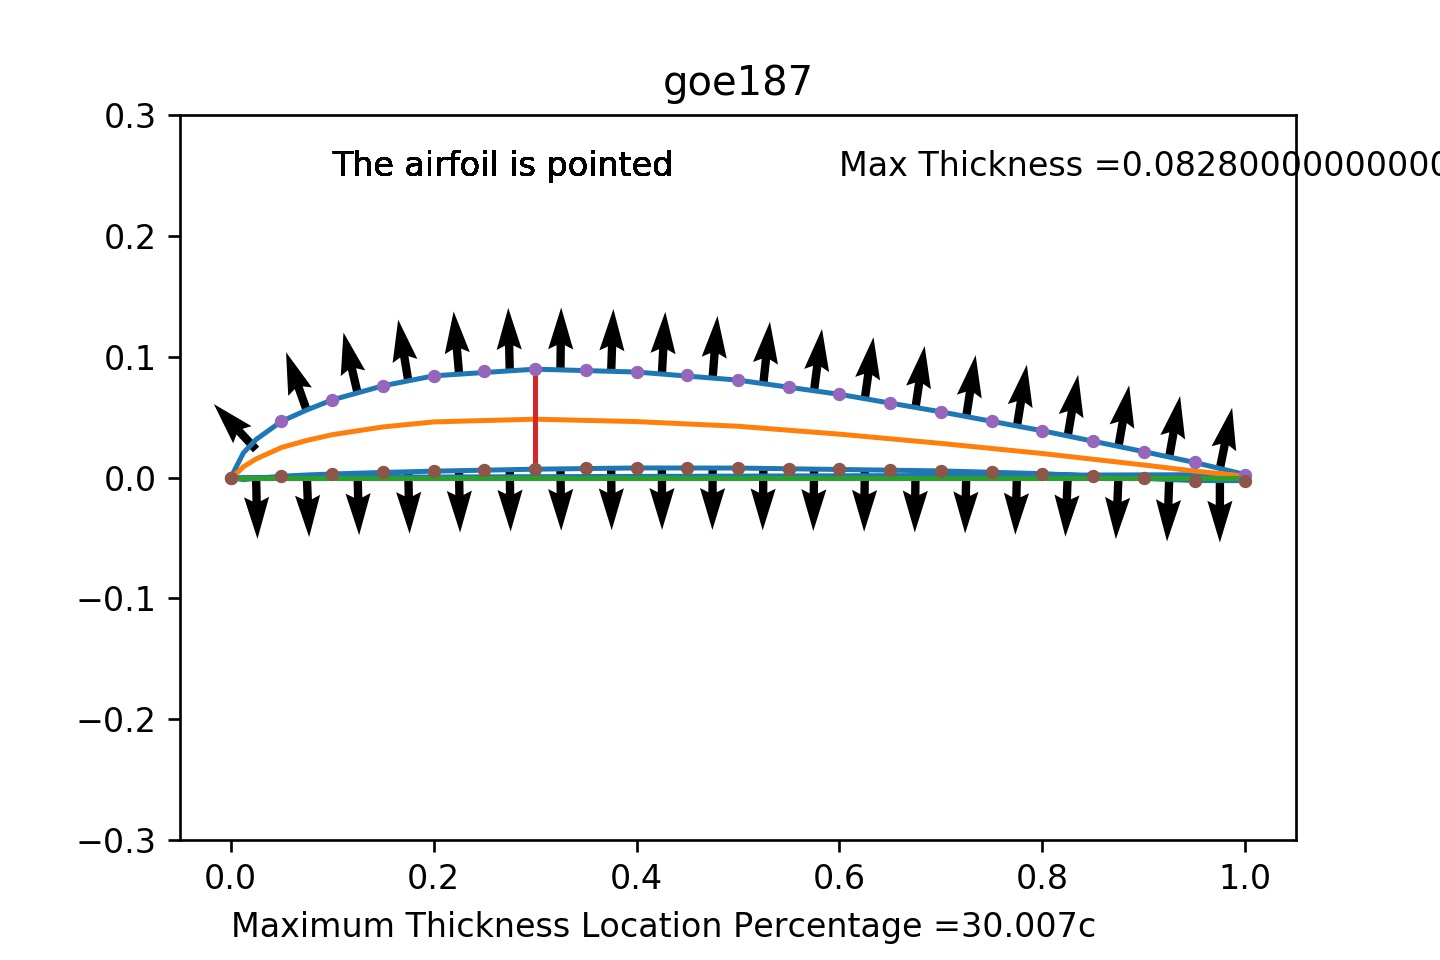 goe187
The airfoil is pointed
Max Thickness =0.08280000000000
0.3
0.2
0.1
0.0
−0.1
−0.2
−0.3
0.0 0.2 0.4 0.6 0.8 1.0
Maximum Thickness Location Percentage =30.007c